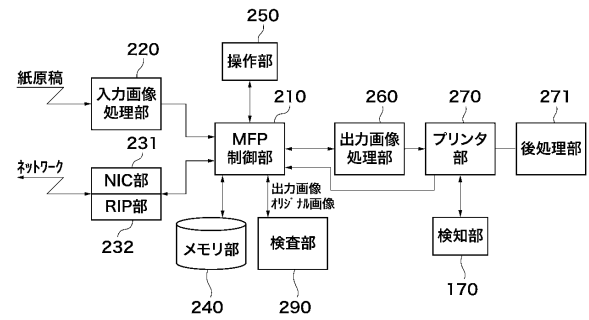 250
220
操作部
紙原稿
入力画像
処理部
210
260
270
271
MFP
制御部
出力画像
処理部
プリンタ
部
後処理部
ネットワーク
231
NIC部
RIP部
232
出力画像
オリジナル画像
メモリ部
検査部
検知部
240
290
170